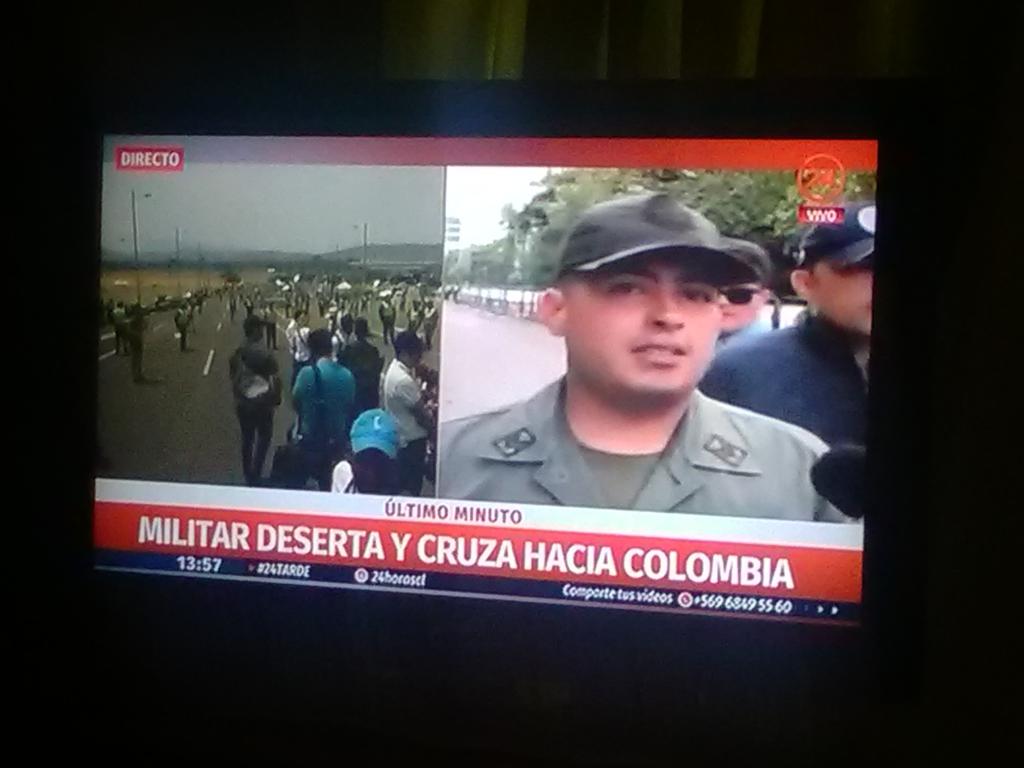 DIRECTO
24
VIVO
ÚLTIMO MINUTO
MILITAR DESERTA Y CRUZA HACIA COLOMBIA
13:57 #24TARDE 24horascl Comparte tus videos +569 6849 55 60